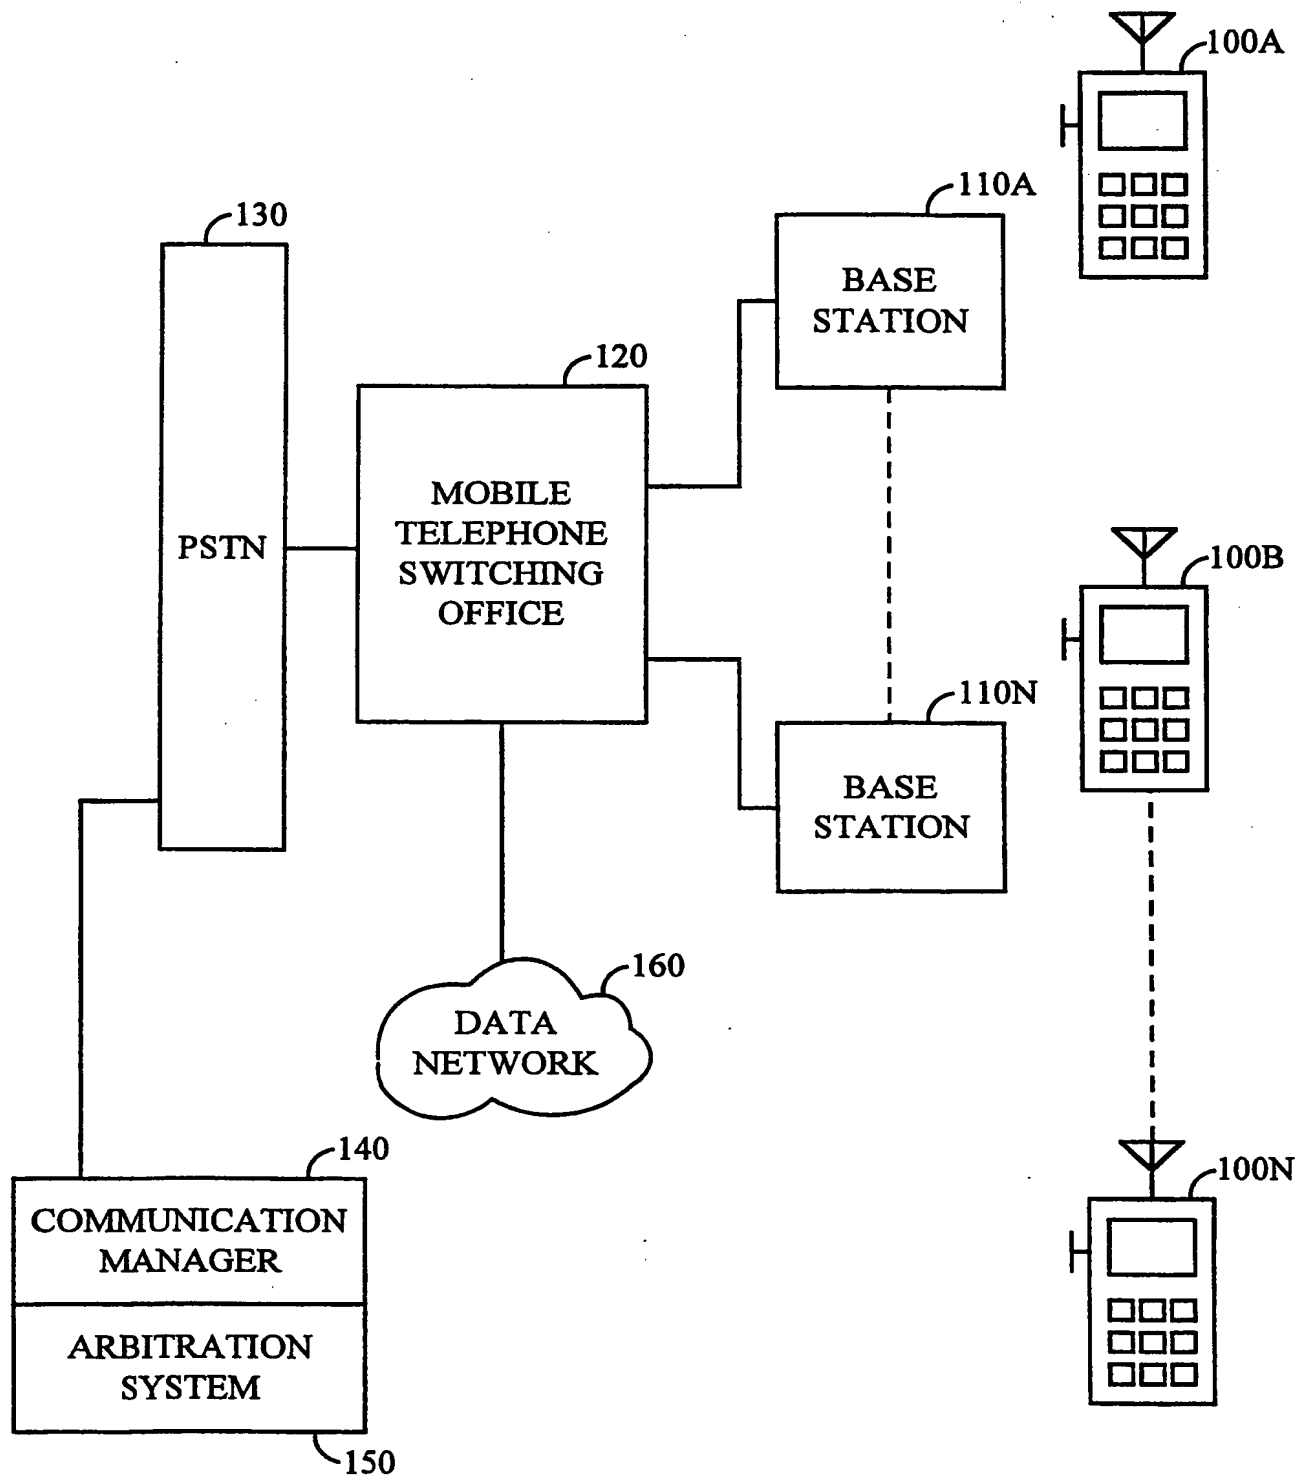 100A
110A
130
BASE
STATION
120
MOBILE
TELEPHONE
SWITCHING
OFFICE
PSTN
100B
110N
BASE
STATION
160
DATA
NETWORK
140
100N
COMMUNICATION
MANAGER
ARBITRATION
SYSTEM
150